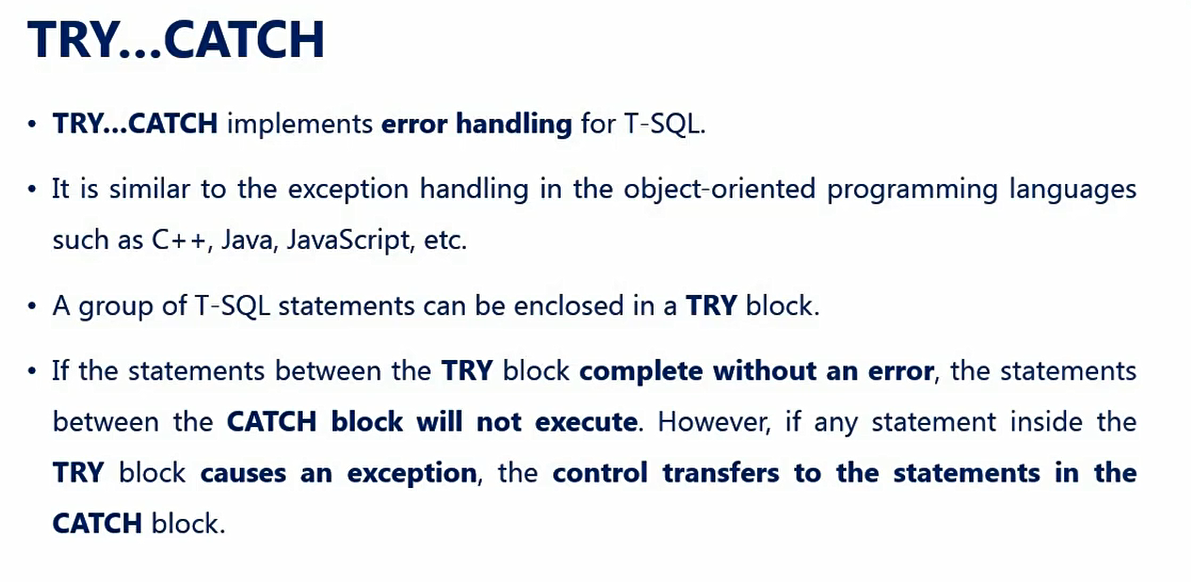 TRY...CATCH
• TRY...CATCH implements error handling for T-SQL.
• It is similar to the exception handling in the object-oriented programming languages
such as C++, Java, JavaScript, etc.
• A group of T-SQL statements can be enclosed in a TRY block.
• If the statements between the TRY block complete without an error, the statements
between the CATCH block will not execute. However, if any statement inside the
TRY block causes an exception, the control transfers to the statements in the
CATCH block.